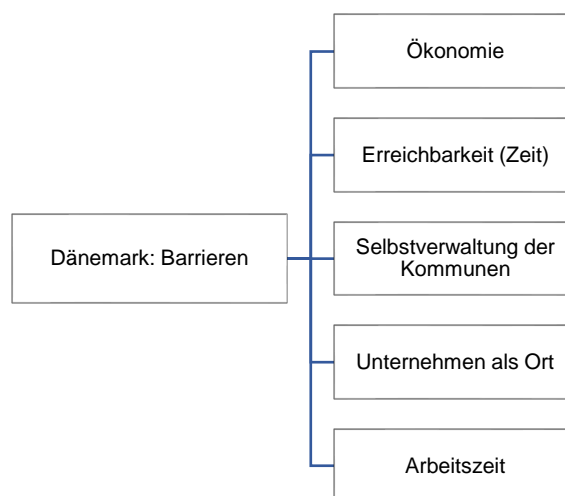 Ökonomie
Erreichbarkeit (Zeit)
Dänemark: Barrieren
Selbstverwaltung der
Kommunen
Unternehmen als Ort
Arbeitszeit